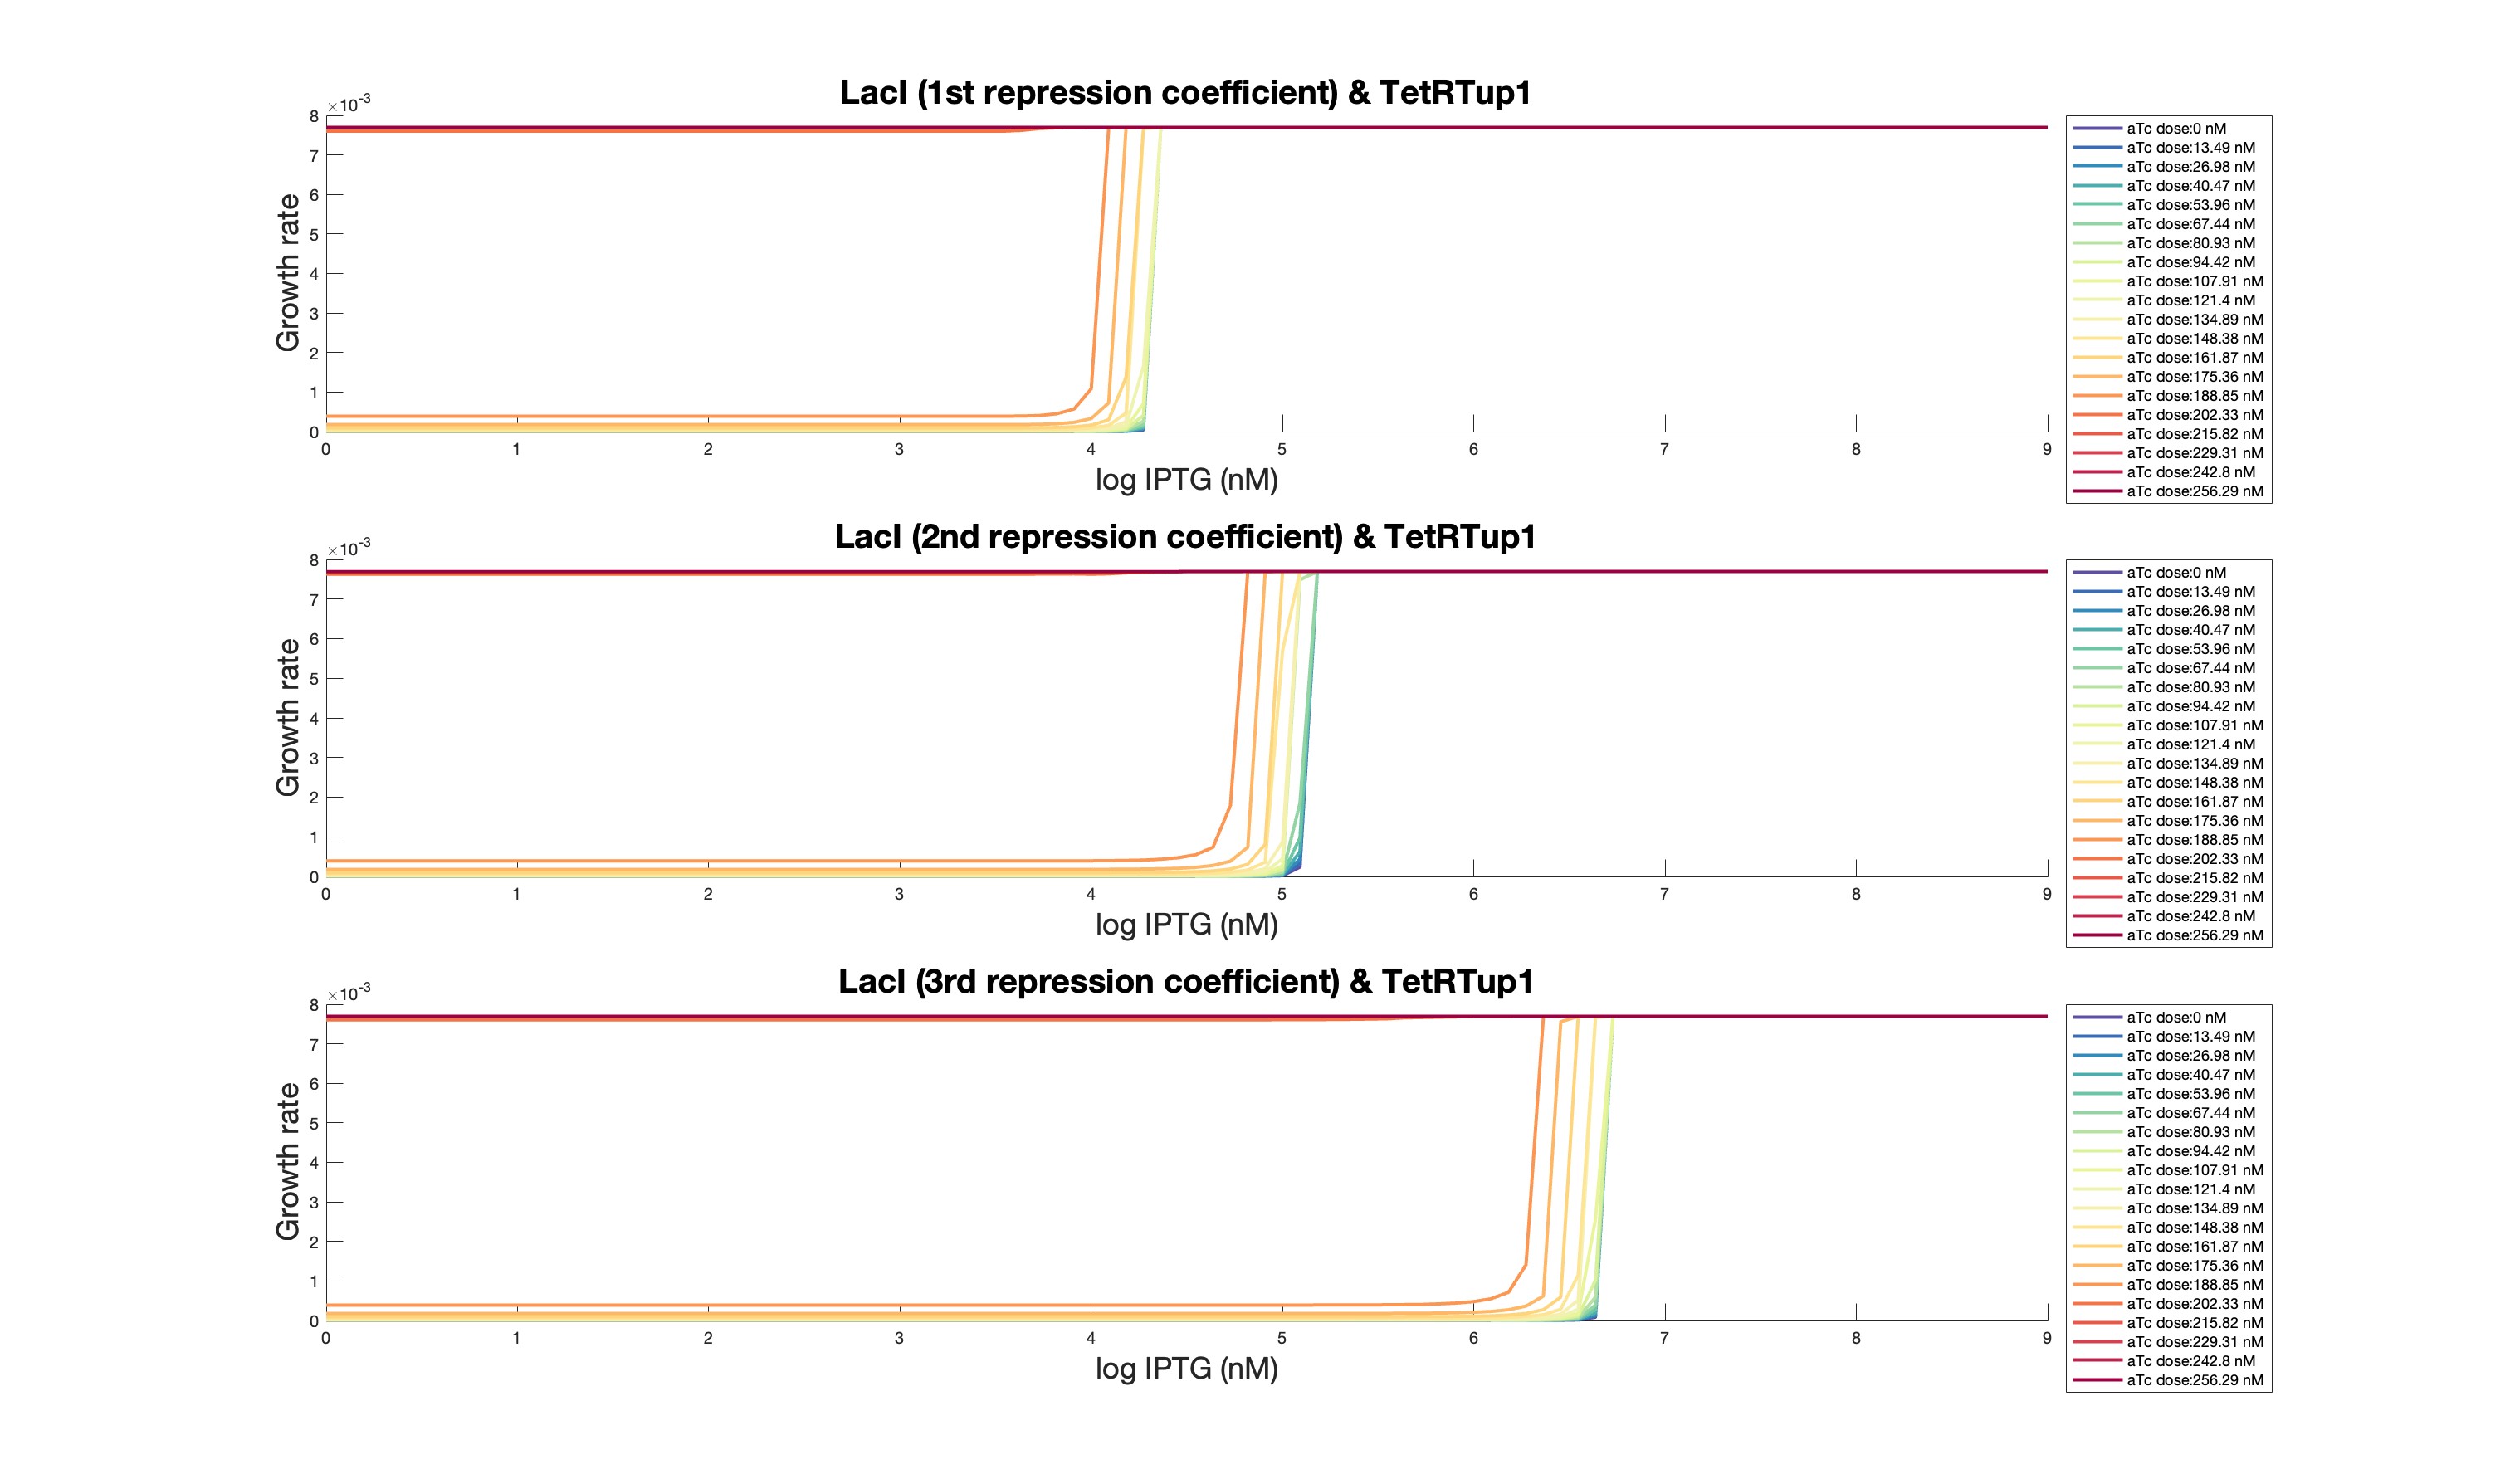 LacI (1st repression coefficient) & TetRTup1
×10-3
8
7
6
5
4
3
2
1
0
Growth rate
0 1 2 3 4 5 6 7 8 9
log IPTG (nM)
aTc dose:0 nM
aTc dose:13.49 nM
aTc dose:26.98 nM
aTc dose:40.47 nM
aTc dose:53.96 nM
aTc dose:67.44 nM
aTc dose:80.93 nM
aTc dose:94.42 nM
aTc dose:107.91 nM
aTc dose:121.4 nM
aTc dose:134.89 nM
aTc dose:148.38 nM
aTc dose:161.87 nM
aTc dose:175.36 nM
aTc dose:188.85 nM
aTc dose:202.33 nM
aTc dose:215.82 nM
aTc dose:229.31 nM
aTc dose:242.8 nM
aTc dose:256.29 nM
LacI (2nd repression coefficient) & TetRTup1
×10-3
8
7
6
5
4
3
2
1
0
Growth rate
0 1 2 3 4 5 6 7 8 9
log IPTG (nM)
aTc dose:0 nM
aTc dose:13.49 nM
aTc dose:26.98 nM
aTc dose:40.47 nM
aTc dose:53.96 nM
aTc dose:67.44 nM
aTc dose:80.93 nM
aTc dose:94.42 nM
aTc dose:107.91 nM
aTc dose:121.4 nM
aTc dose:134.89 nM
aTc dose:148.38 nM
aTc dose:161.87 nM
aTc dose:175.36 nM
aTc dose:188.85 nM
aTc dose:202.33 nM
aTc dose:215.82 nM
aTc dose:229.31 nM
aTc dose:242.8 nM
aTc dose:256.29 nM
LacI (3rd repression coefficient) & TetRTup1
×10-3
8
7
6
5
4
3
2
1
0
Growth rate
0 1 2 3 4 5 6 7 8 9
log IPTG (nM)
aTc dose:0 nM
aTc dose:13.49 nM
aTc dose:26.98 nM
aTc dose:40.47 nM
aTc dose:53.96 nM
aTc dose:67.44 nM
aTc dose:80.93 nM
aTc dose:94.42 nM
aTc dose:107.91 nM
aTc dose:121.4 nM
aTc dose:134.89 nM
aTc dose:148.38 nM
aTc dose:161.87 nM
aTc dose:175.36 nM
aTc dose:188.85 nM
aTc dose:202.33 nM
aTc dose:215.82 nM
aTc dose:229.31 nM
aTc dose:242.8 nM
aTc dose:256.29 nM